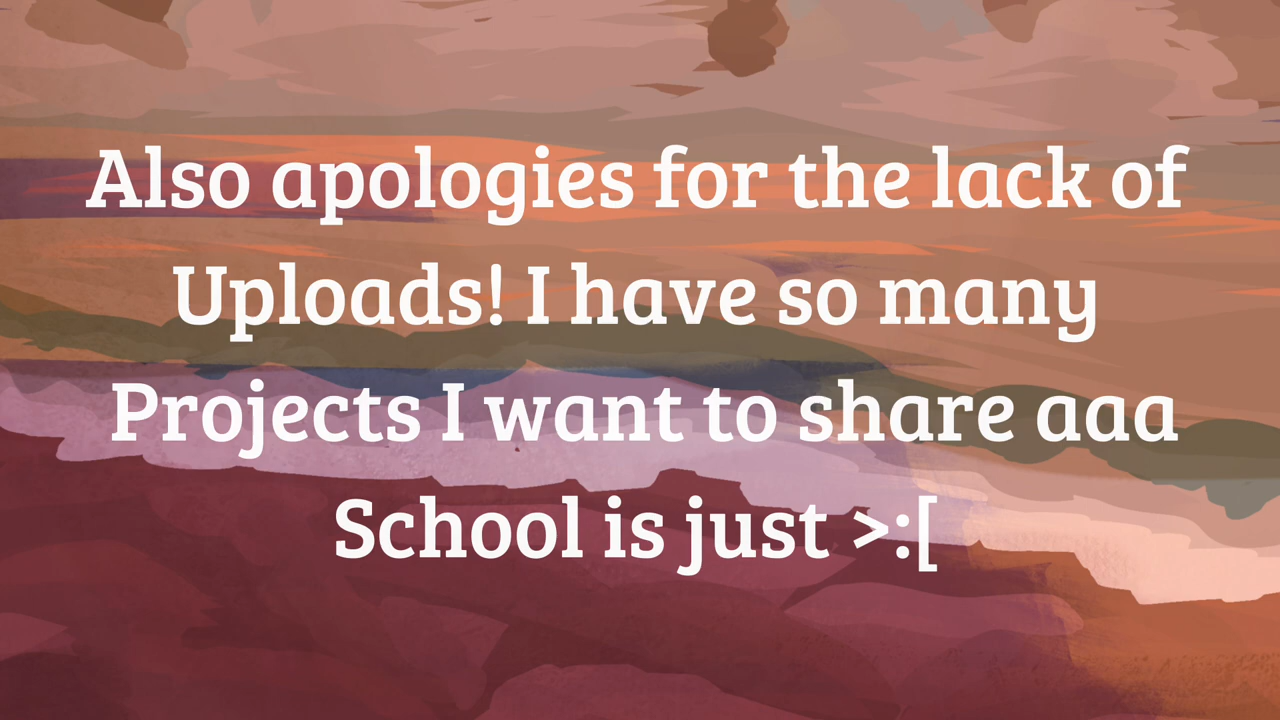 Also apologies for the lack of
Uploads! I have so many
Projects I want to share aaa
School is just >:[